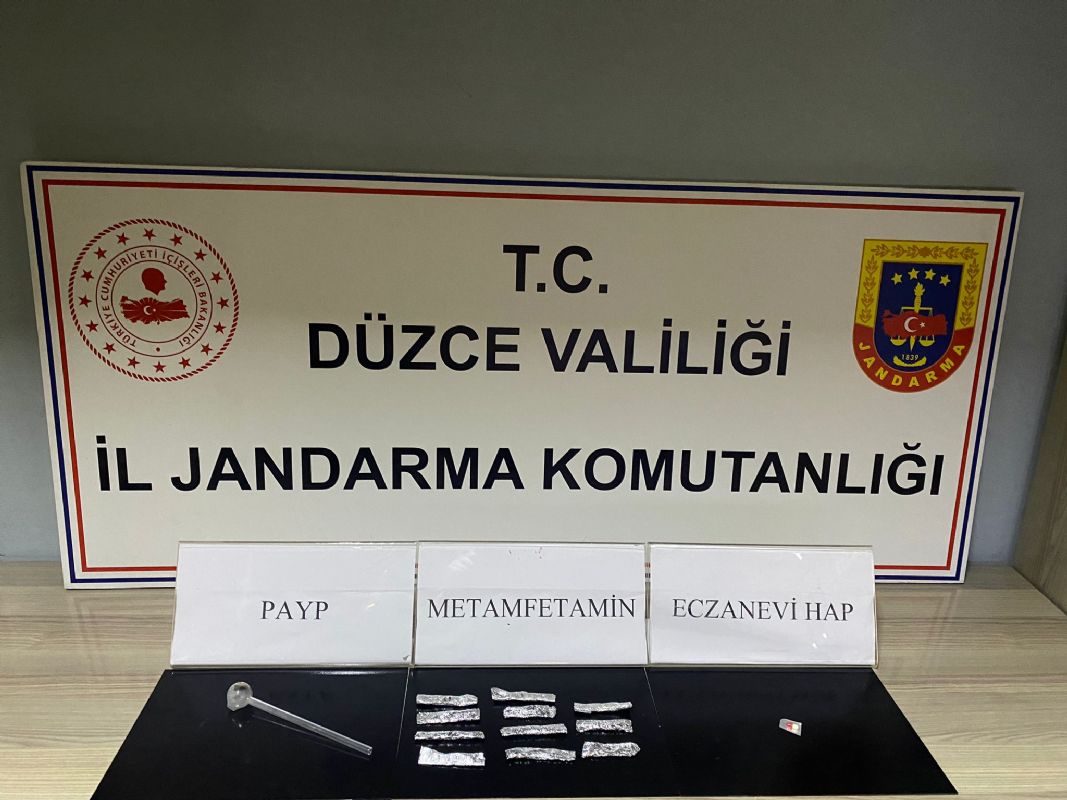 T.C.
DÜZCE VALİLİĞİ
İL JANDARMA KOMUTANLIĞI
TÜRKİYE CUMHURİYETİ İÇİŞLERİ BAKANLIĞI
1839
JANDARMA
PAYP
METAMFETAMİN
ECZANEVİ HAP